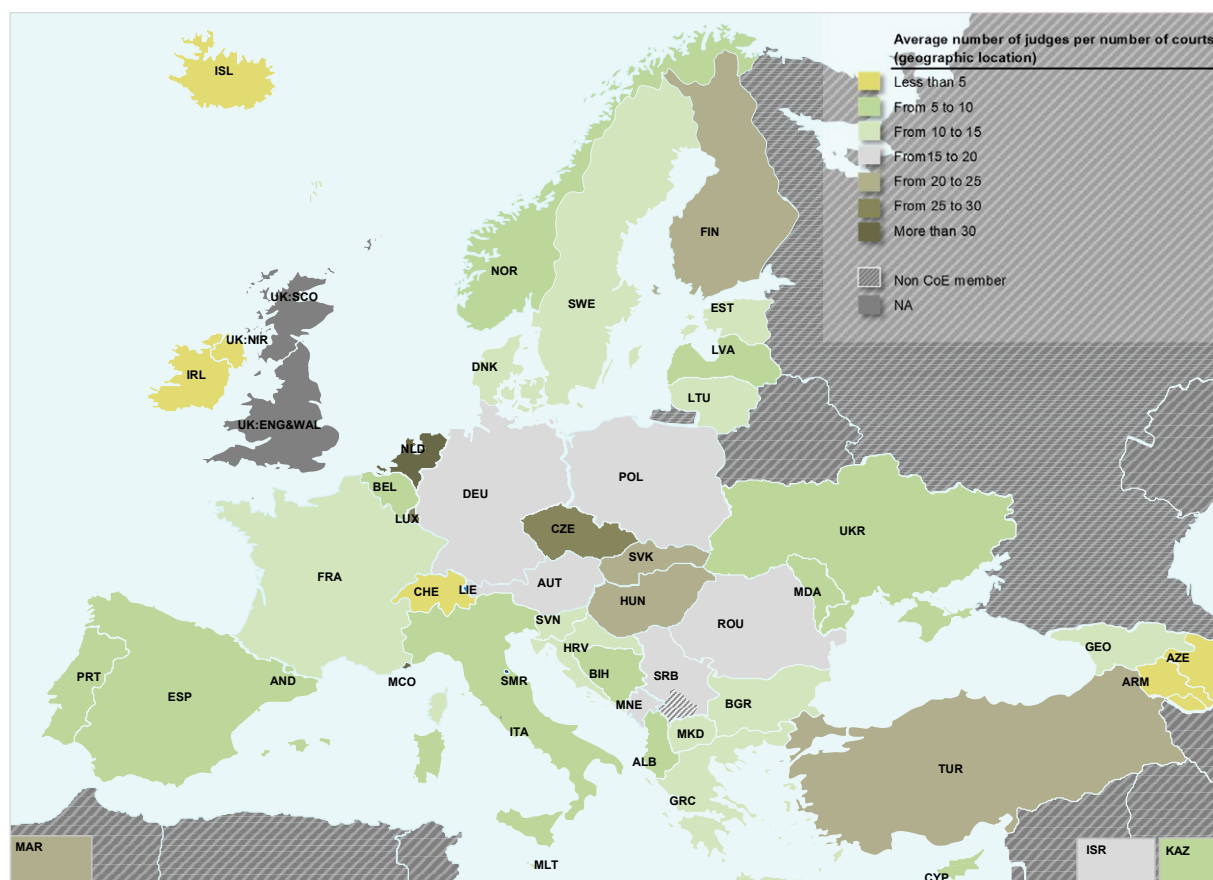 Average number of judges per number of courts
(geographic location)
Less than 5
From 5 to 10
From 10 to 15
From15 to 20
From 20 to 25
From 25 to 30
More than 30
Non CoE member
NA
ISL
FIN
NOR
UK:SCO
SWE
EST
UK:NIR
LVA
DNK
IRL
LTU
UK:ENG&WAL
NLD
POL
BEL
DEU
LUX
CZE
UKR
SVK
FRA
AUT
CHE
LIE
MDA
HUN
SVN
ROU
HRV
GEO
AZE
PRT
BIH
SRB
AND
MCO
SMR
ARM
ESP
MNE
BGR
ITA
MKD
ALB
TUR
GRC
MAR
ISR
KAZ
MLT
CYP